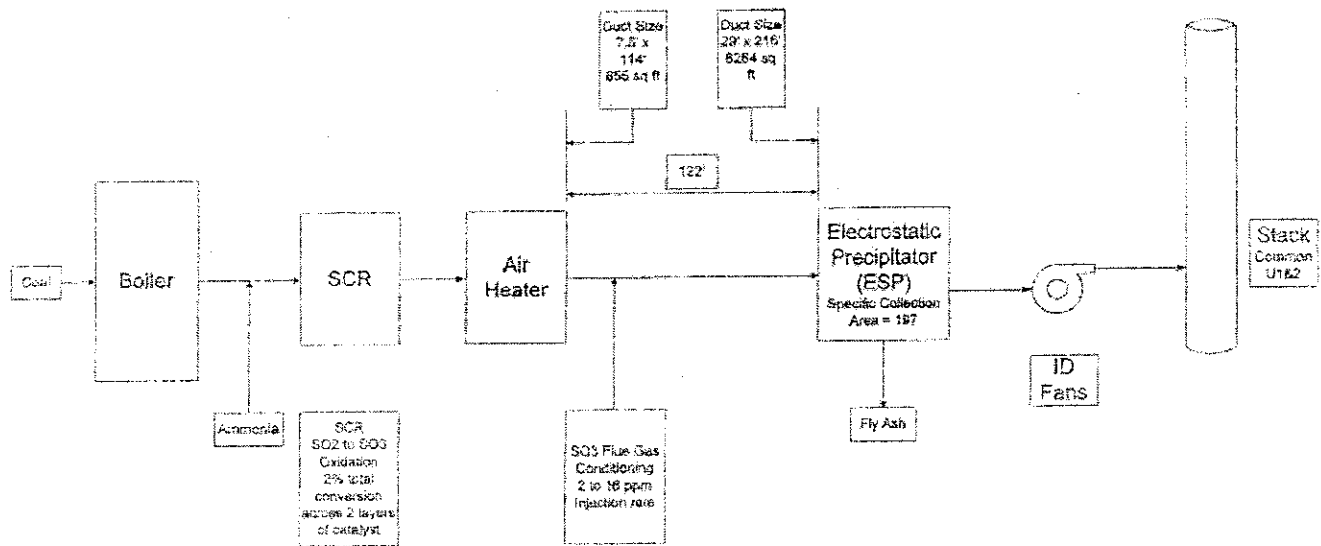 Duct Size
7.5' x
114'
855 sq ft
Duct Size
29' x 216'
6264 sq
ft
122'
Coal
Boiler
SCR
Air
Heater
Electrostatic
Precipitator
(ESP)
Specific Collection
Area = 197
Stack
Common
U1&2
ID
Fans
Ammonia
SCR
SO2 to SO3
Oxidation
2% total
conversion
across 2 layers
of catalyst
SO3 Flue Gas
Conditioning
2 to 16 ppm
Injection rate
Fly Ash